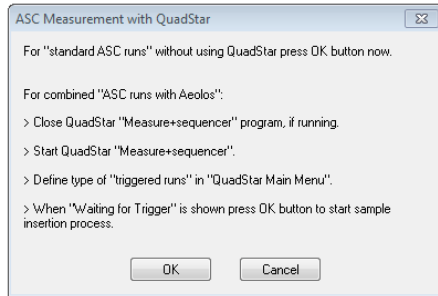 ASC Measurement with QuadStar
For "standard ASC runs" without using QuadStar press OK button now.
For combined "ASC runs with Aeolos":
> Close QuadStar "Measure+sequencer" program, if running.
> Start QuadStar "Measure+sequencer".
> Define type of "triggered runs" in "QuadStar Main Menu".
> When "Waiting for Trigger" is shown press OK button to start sample
insertion process.
OK
Cancel